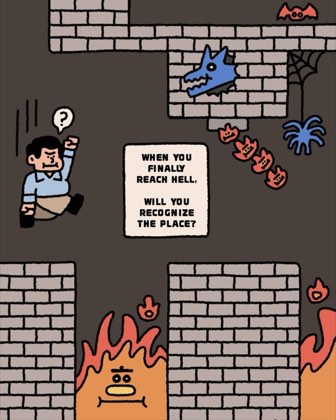 ?
WHEN YOU
FINALLY
REACH HELL.
WILL YOU
RECOGNIZE
THE PLACE?